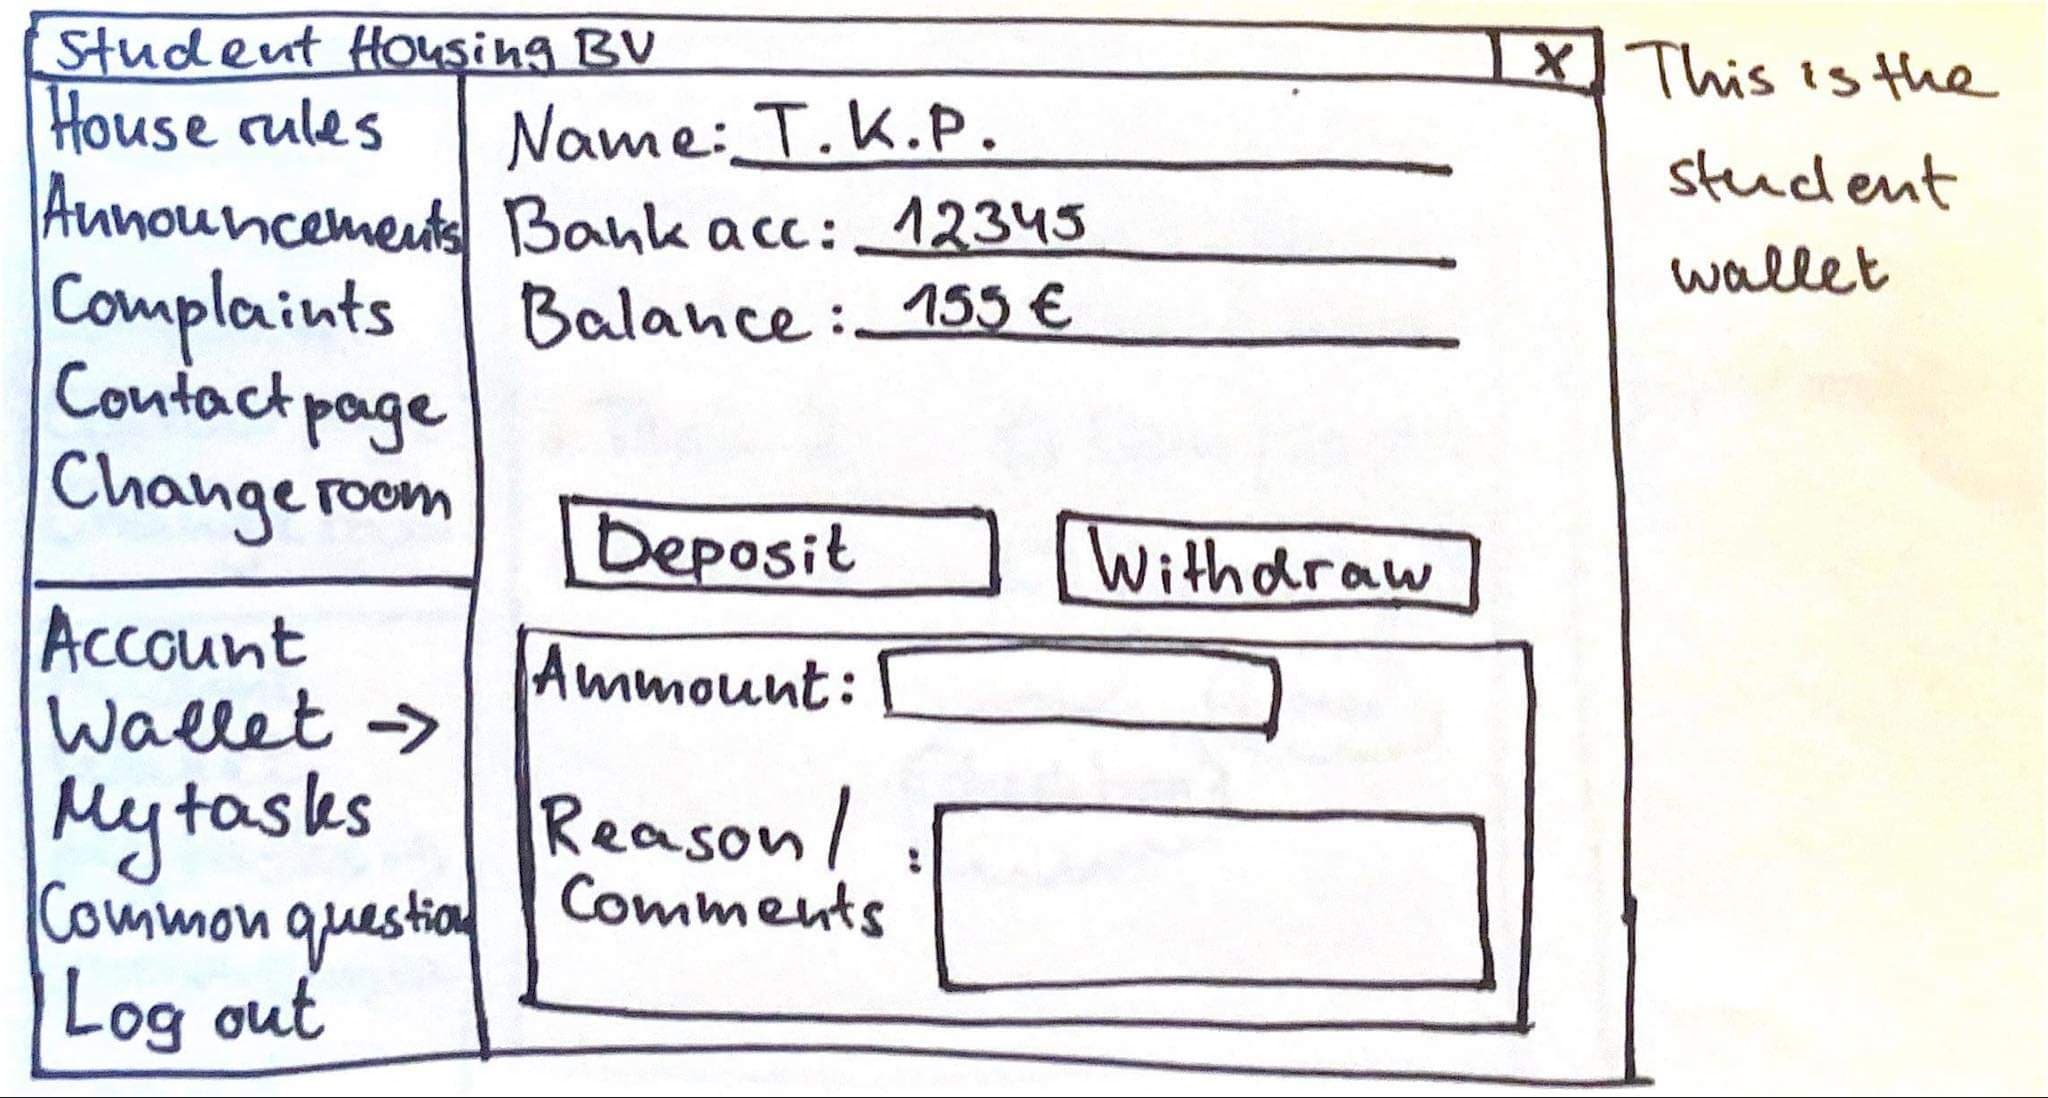 Student Housing BV X
House rules
Announcements
Complaints
Contact page
Change room
Account
Wallet →
My tasks
Common question
Log out
Name: T.K.P.
Bank acc: 12345
Balance: 155 €
Deposit
Withdraw
Ammount:
Reason /
Comments :
This is the
student
wallet